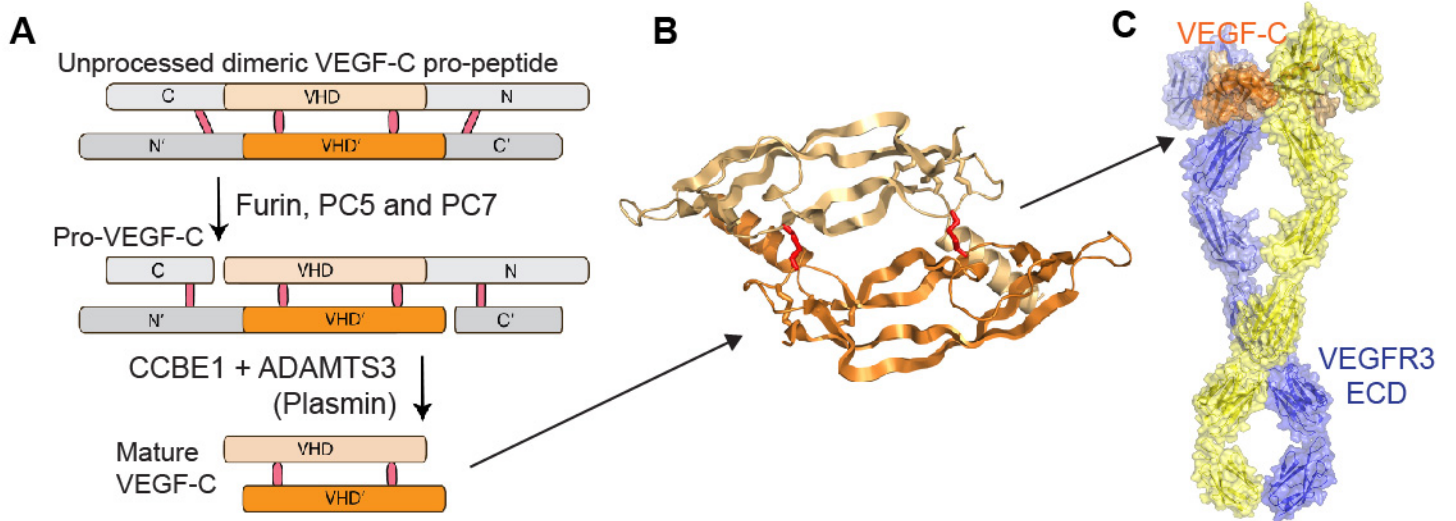 A
Unprocessed dimeric VEGF-C pro-peptide
C VHD N
N′ VHD′ C′
Furin, PC5 and PC7
Pro-VEGF-C
C VHD N
N′ VHD′ C′
CCBE1 + ADAMTS3
(Plasmin)
Mature
VEGF-C
VHD
VHD′
B
C
VEGF-C
VEGFR3
ECD